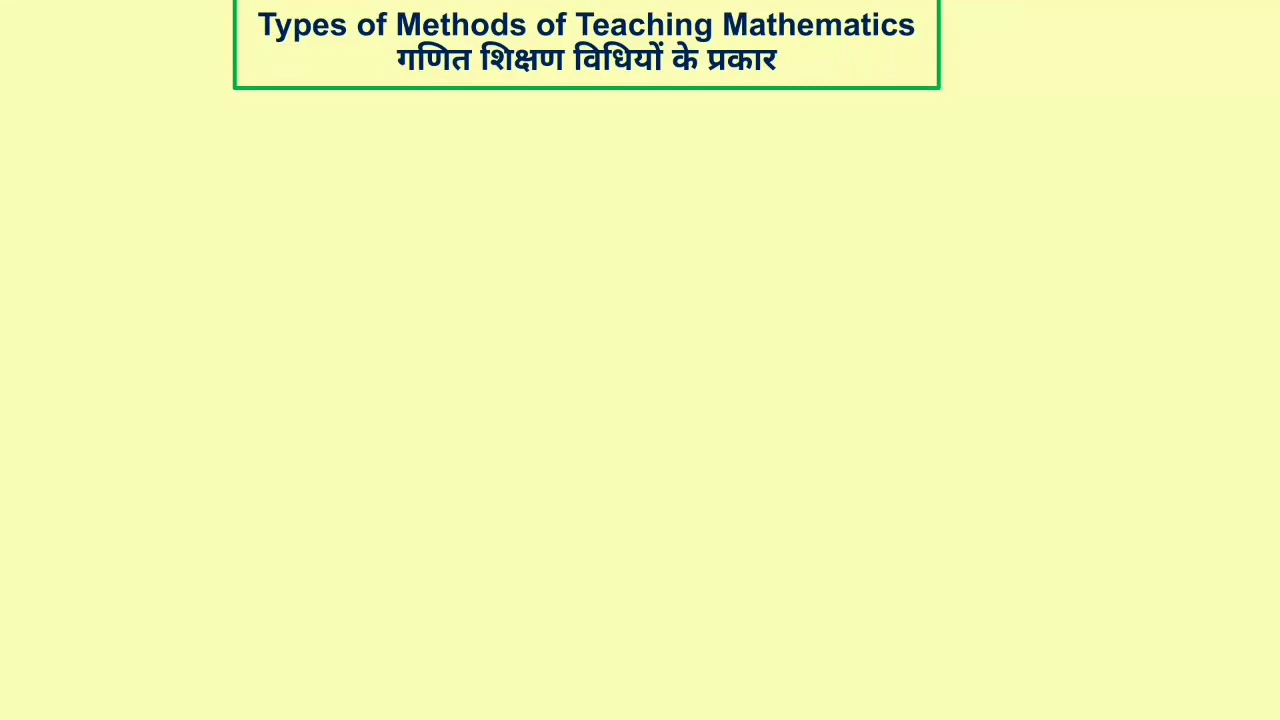 Types of Methods of Teaching Mathematics
गणित शिक्षण विधियों के प्रकार